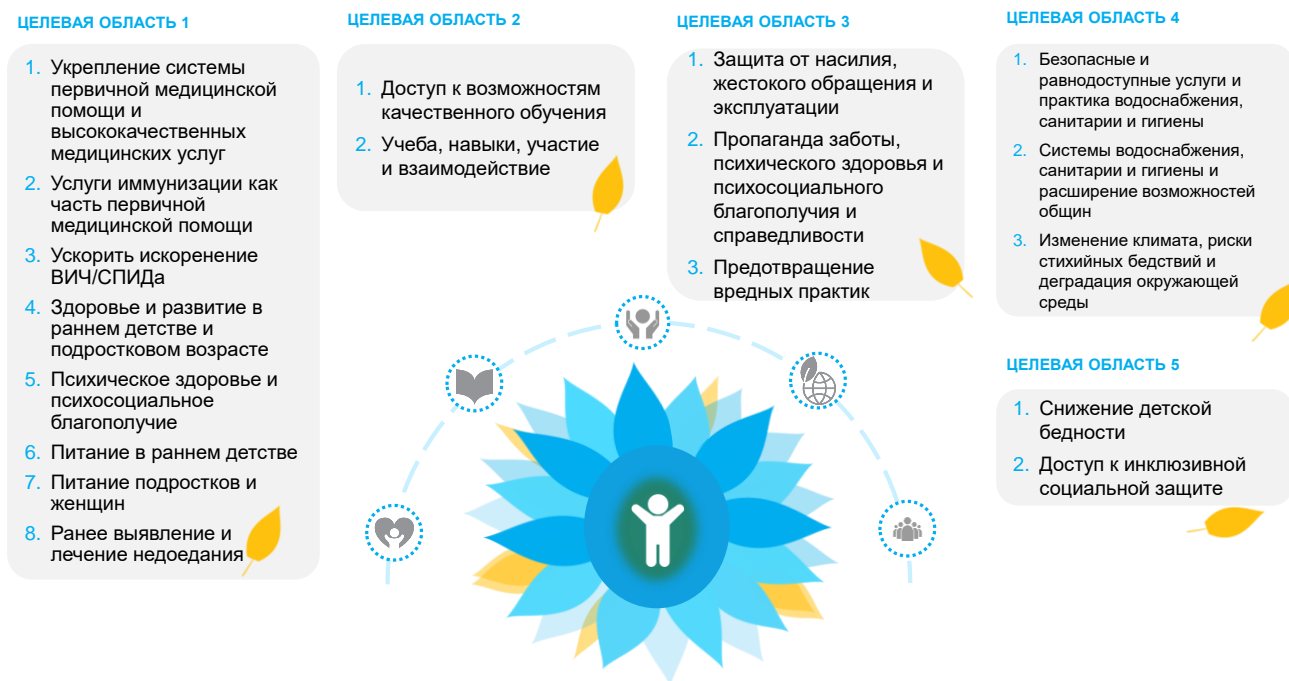 ЦЕЛЕВАЯ ОБЛАСТЬ 1
1. Укрепление системы
первичной медицинской
помощи и
высококачественных
медицинских услуг
2. Услуги иммунизации как
часть первичной
медицинской помощи
3. Ускорить искоренение
ВИЧ/СПИДа
4. Здоровье и развитие в
раннем детстве и
подростковом возрасте
5. Психическое здоровье и
психосоциальное
благополучие
6. Питание в раннем детстве
7. Питание подростков и
женщин
8. Ранее выявление и
лечение недоедания
ЦЕЛЕВАЯ ОБЛАСТЬ 2
1. Доступ к возможностям
качественного обучения
2. Учеба, навыки, участие
и взаимодействие
ЦЕЛЕВАЯ ОБЛАСТЬ 3
1. Защита от насилия,
жестокого обращения и
эксплуатации
2. Пропаганда заботы,
психического здоровья и
психосоциального
благополучия и
справедливости
3. Предотвращение
вредных практик
ЦЕЛЕВАЯ ОБЛАСТЬ 4
1. Безопасные и
равнодоступные услуги и
практика водоснабжения,
санитарии и гигиены
2. Системы водоснабжения,
санитарии и гигиены и
расширение возможностей
общин
3. Изменение климата, риски
стихийных бедствий и
деградация окружающей
среды
ЦЕЛЕВАЯ ОБЛАСТЬ 5
1. Снижение детской
бедности
2. Доступ к инклюзивной
социальной защите